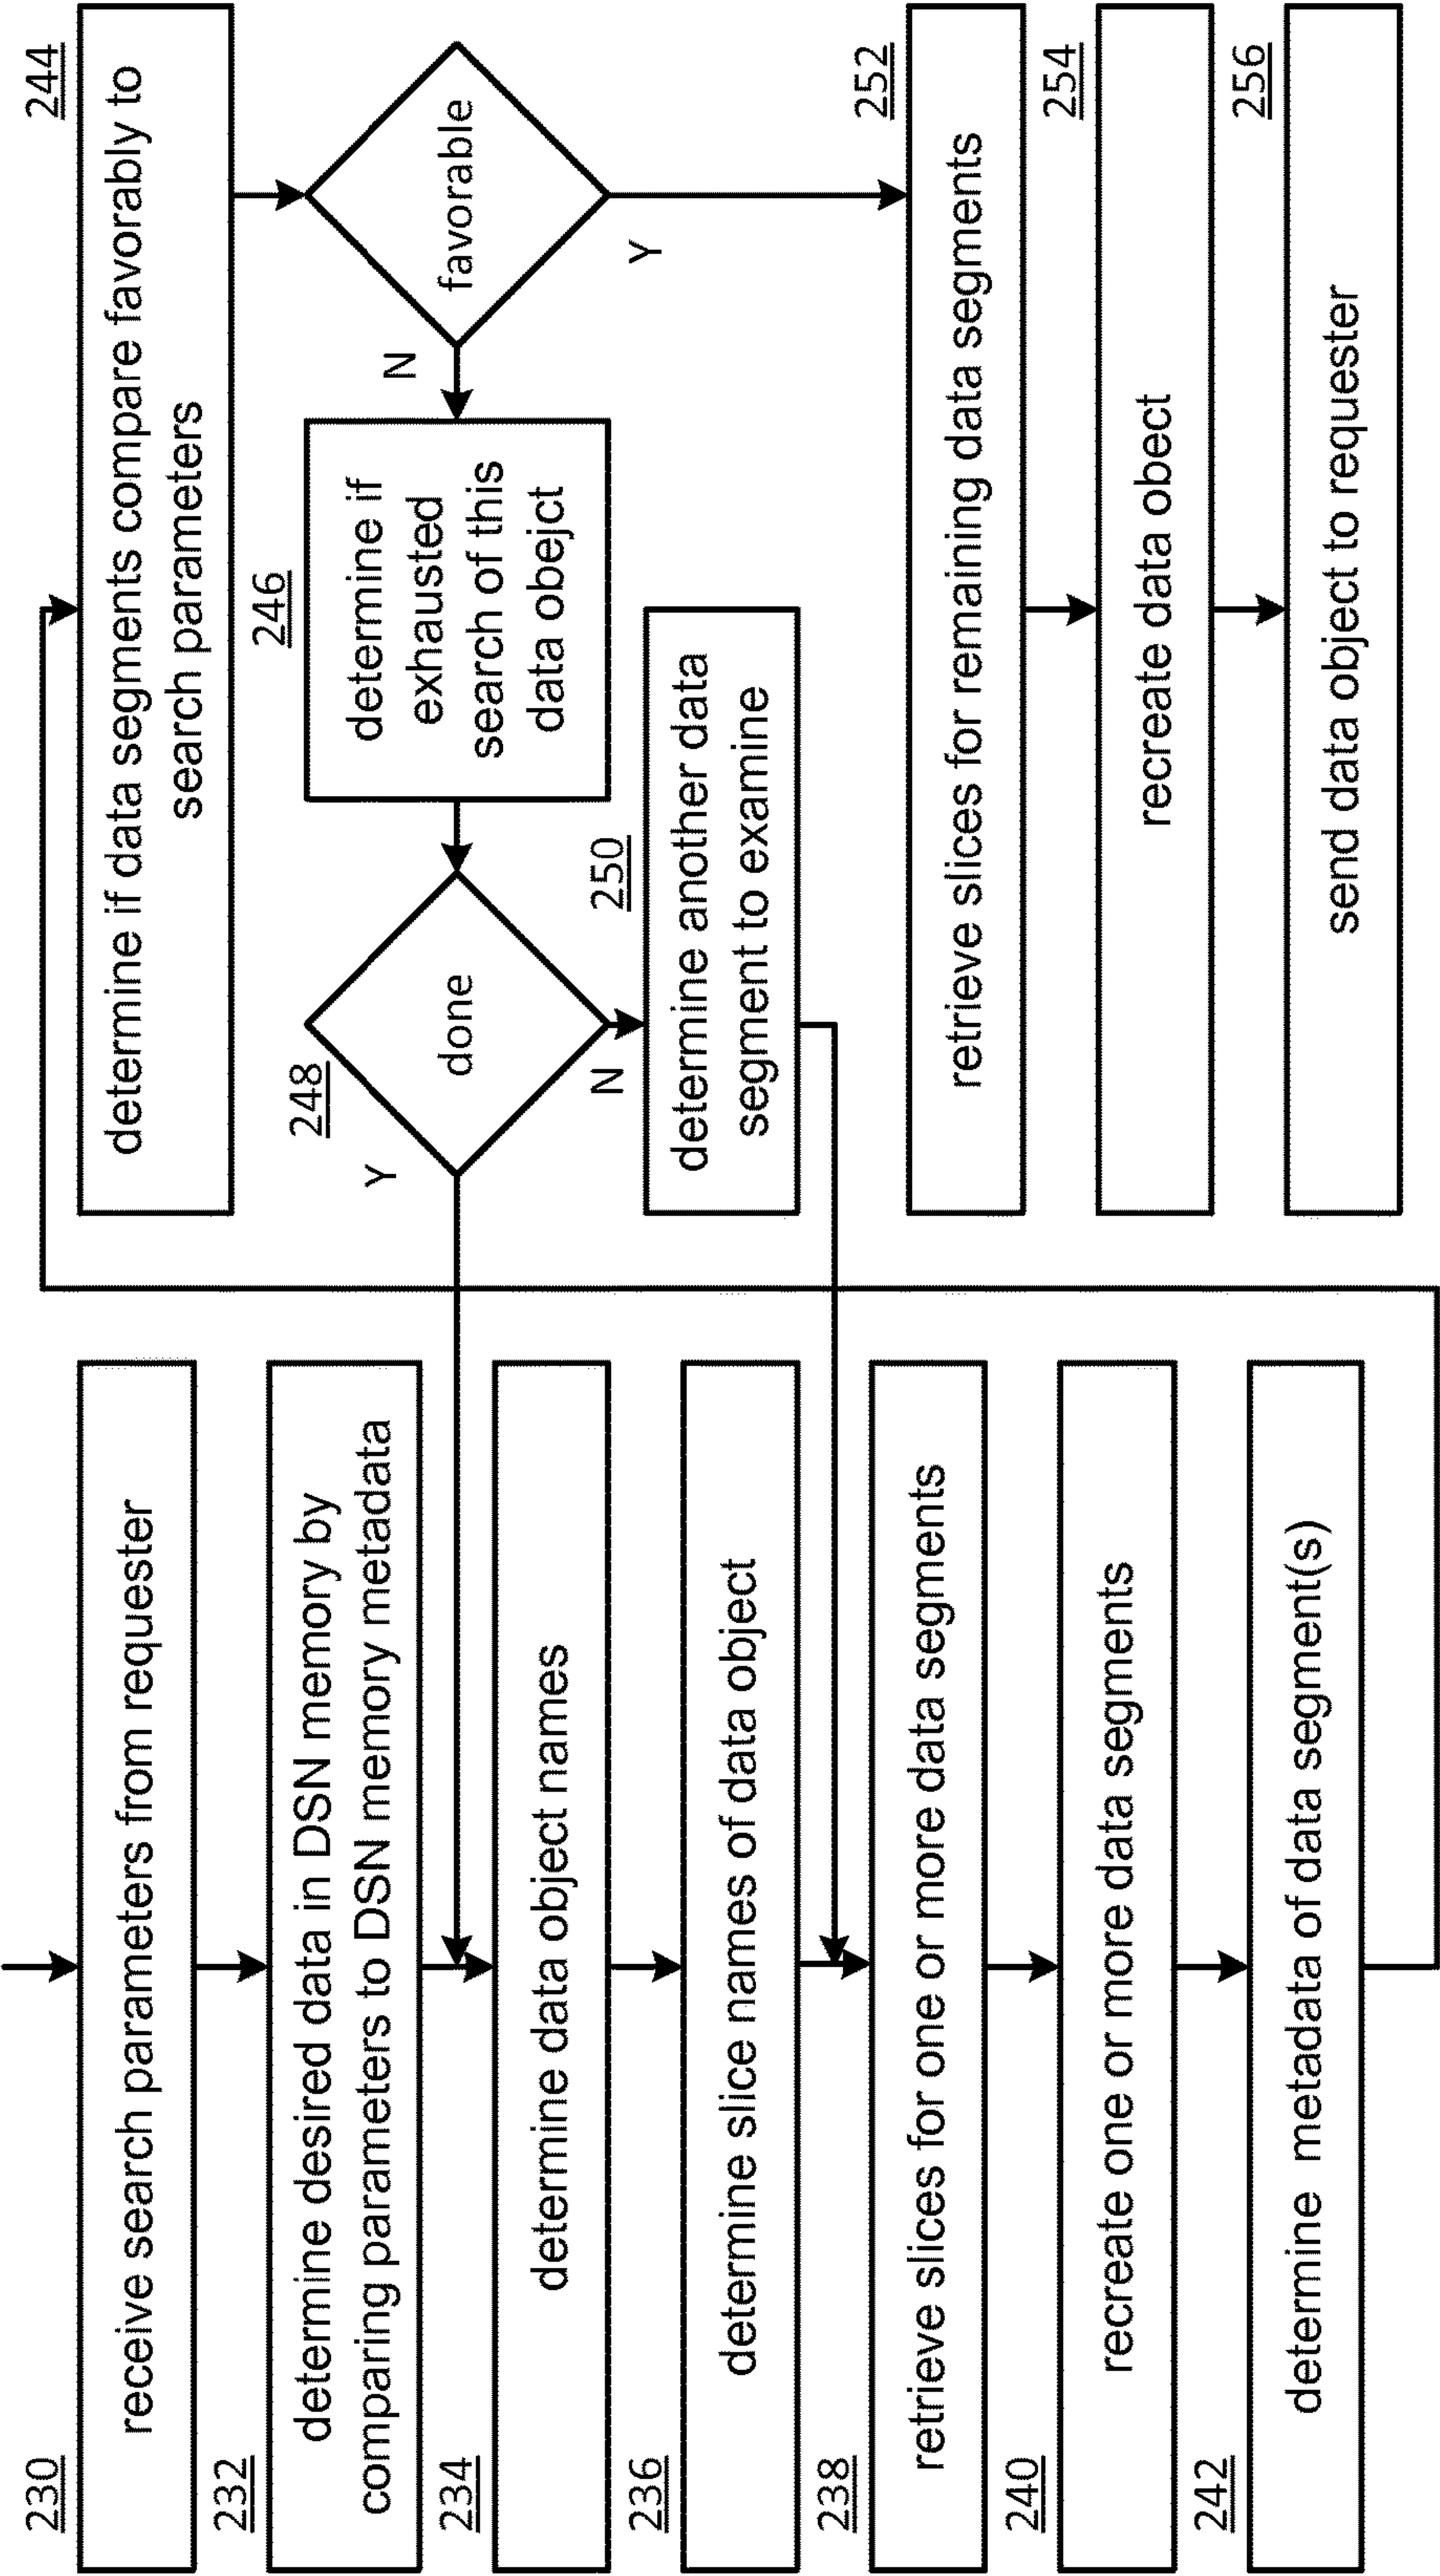 230
receive search parameters from requester
232
determine desired data in DSN memory by
comparing parameters to DSN memory metadata
234
determine data object names
236
determine slice names of data object
238
retrieve slices for one or more data segments
240
recreate one or more data segments
242
determine metadata of data segment(s)
244
determine if data segments compare favorably to
search parameters
favorable
N
Y
246
determine if
exhausted
search of this
data obejct
248
done
Y
N
250
determine another data
segment to examine
252
retrieve slices for remaining data segments
254
recreate data obect
256
send data object to requester